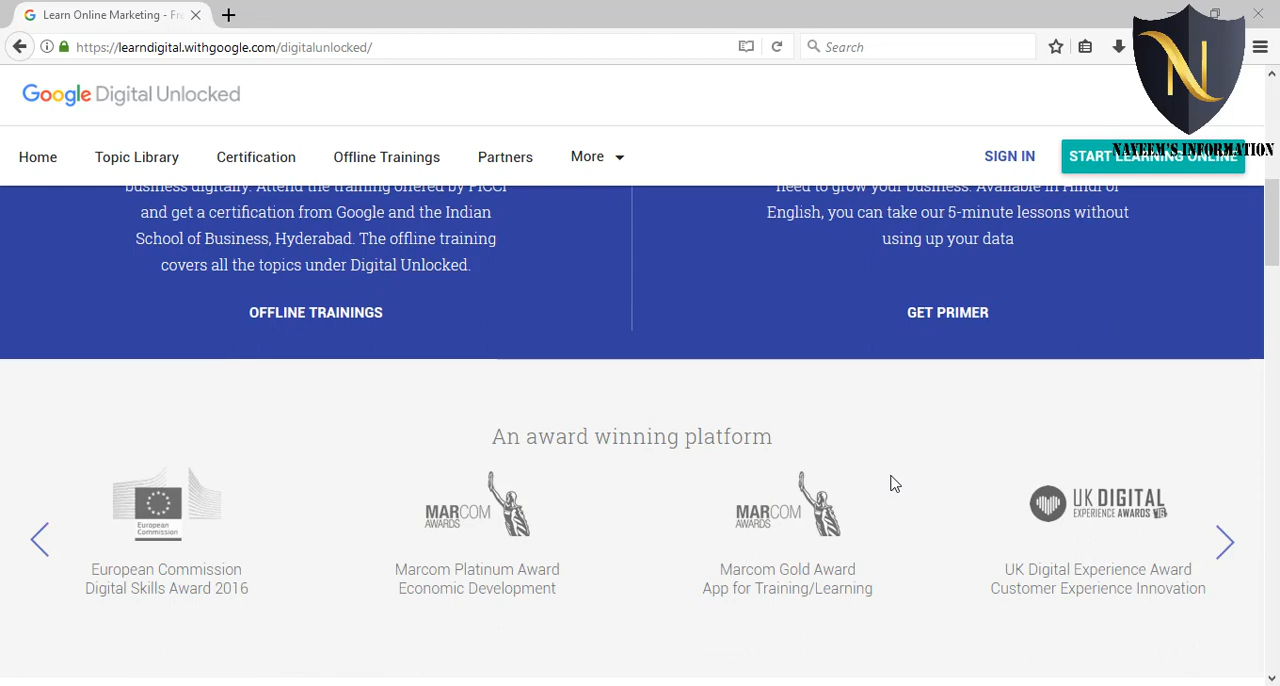 Learn Online Marketing - Fr
https://learndigital.withgoogle.com/digitalunlocked/
Search
N
NAYEEM'S INFORMATION
Google Digital Unlocked
Home
Topic Library
Certification
Offline Trainings
Partners
More
SIGN IN
START LEARNING ONLINE
business digitally. Attend the training offered by FICCI
and get a certification from Google and the Indian
School of Business, Hyderabad. The offline training
covers all the topics under Digital Unlocked.
OFFLINE TRAININGS
need to grow your business. Available in Hindi or
English, you can take our 5-minute lessons without
using up your data
GET PRIMER
An award winning platform
European
Commission
European Commission
Digital Skills Award 2016
MARCOM
AWARDS
Marcom Platinum Award
Economic Development
MARCOM
AWARDS
Marcom Gold Award
App for Training/Learning
UK DIGITAL
EXPERIENCE AWARDS
UK Digital Experience Award
Customer Experience Innovation